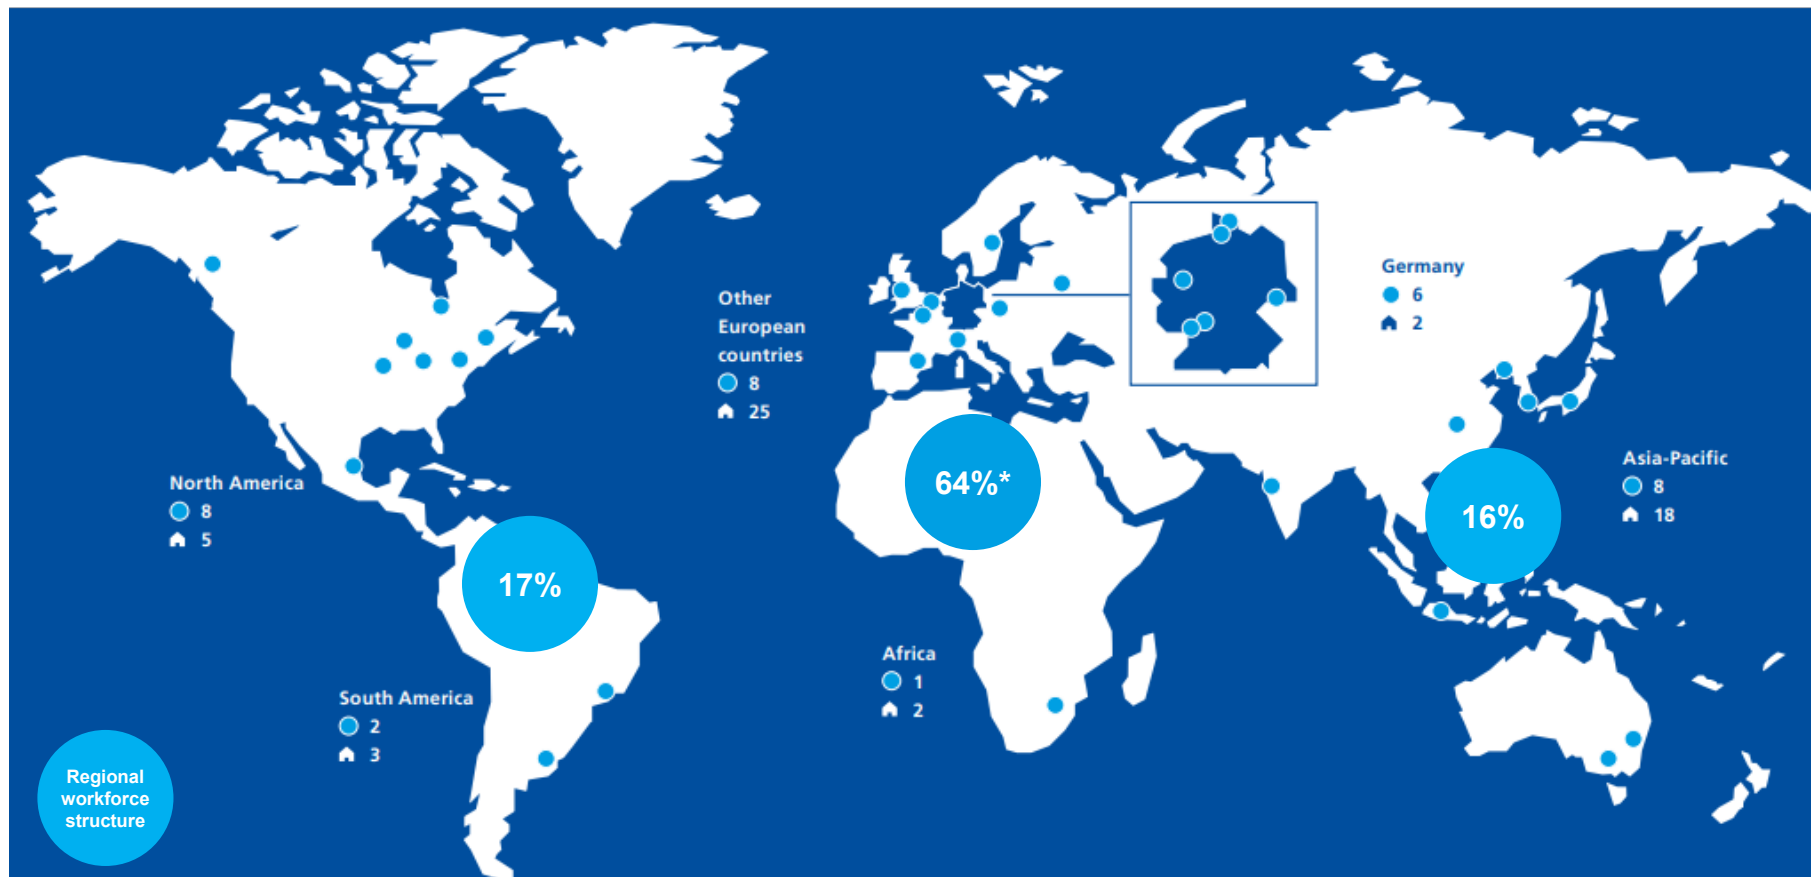 Other
European
countries
8
25
Germany
6
2
North America
8
5
64%*
Asia-Pacific
8
18
16%
17%
Africa
1
2
South America
2
3
Regional
workforce
structure